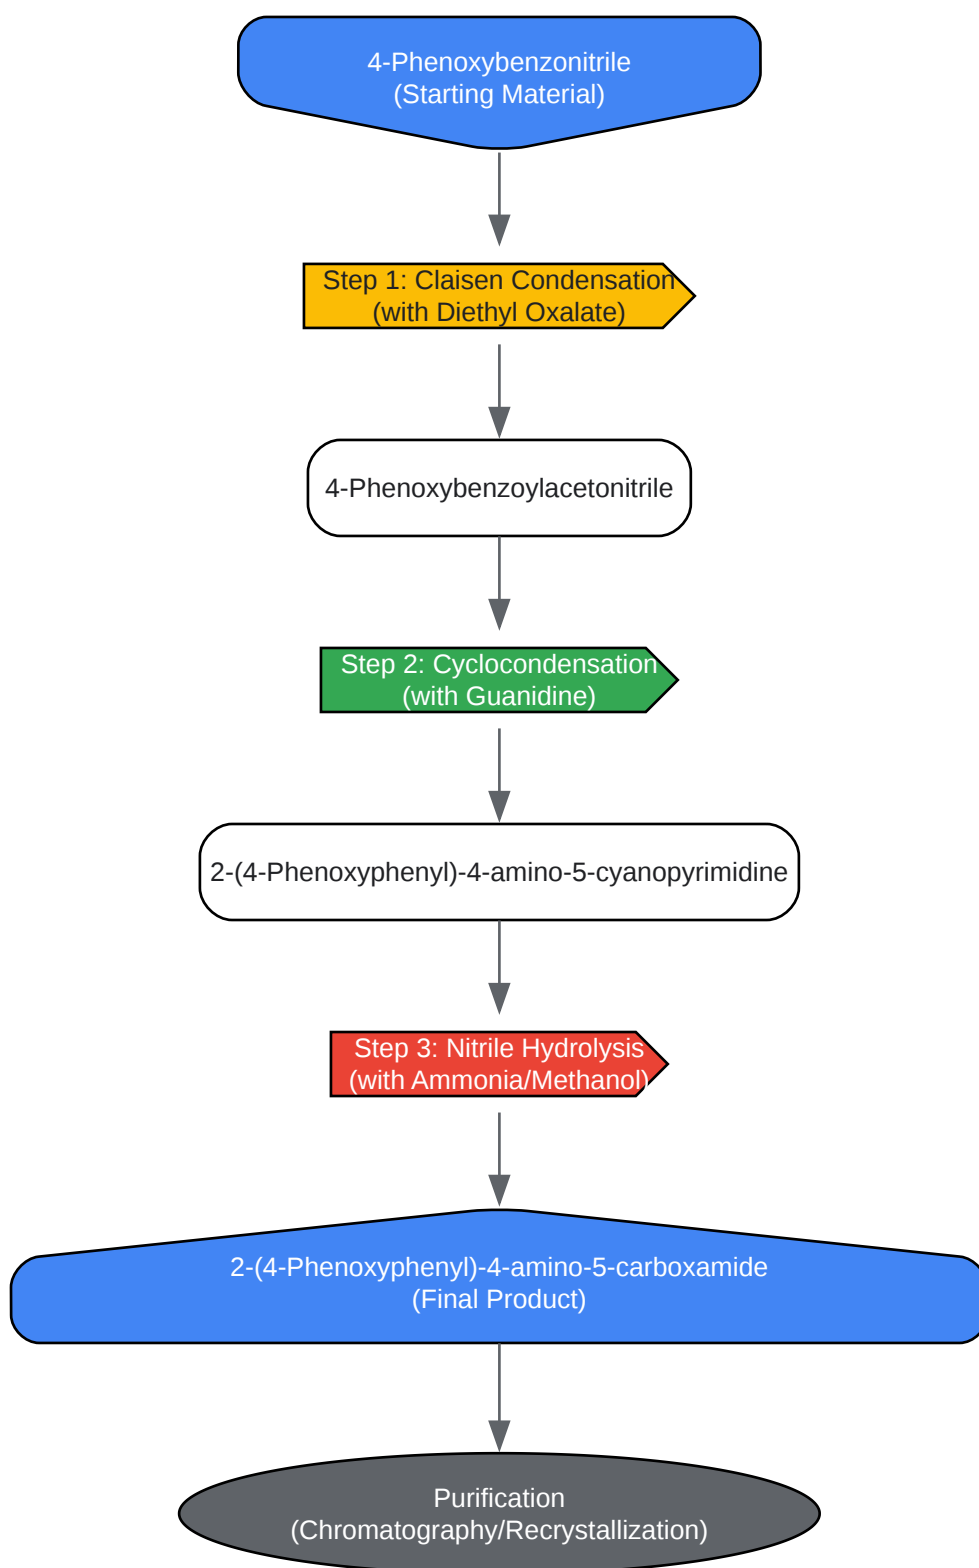 4-Phenoxybenzonitrile
(Starting Material)
Step 1: Claisen Condensation
(with Diethyl Oxalate)
4-Phenoxybenzoylacetonitrile
Step 2: Cyclocondensation
(with Guanidine)
2-(4-Phenoxyphenyl)-4-amino-5-cyanopyrimidine
Step 3: Nitrile Hydrolysis
(with Ammonia/Methanol)
2-(4-Phenoxyphenyl)-4-amino-5-carboxamide
(Final Product)
Purification
(Chromatography/Recrystallization)